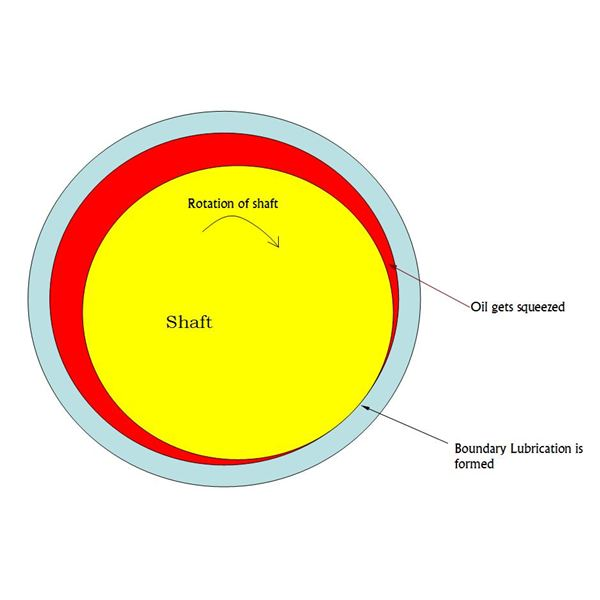 Rotation of shaft
Shaft
Oil gets squeezed
Boundary Lubrication is
formed